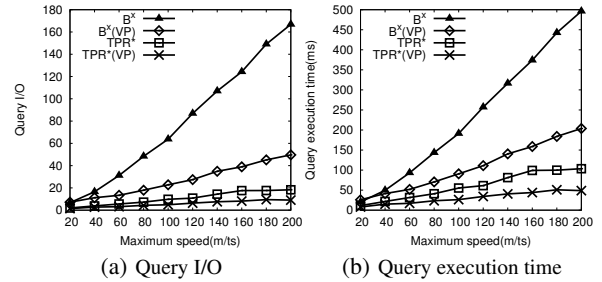 180
160
140
120
100
80
60
40
20
0
Query I/O
B^x
B^x(VP)
TPR*
TPR*(VP)
20 40 60 80 100 120 140 160 180 200
Maximum speed(m/ts)
(a) Query I/O
500
450
400
350
300
250
200
150
100
50
0
Query execution time(ms)
B^x
B^x(VP)
TPR*
TPR*(VP)
20 40 60 80 100 120 140 160 180 200
Maximum speed(m/ts)
(b) Query execution time